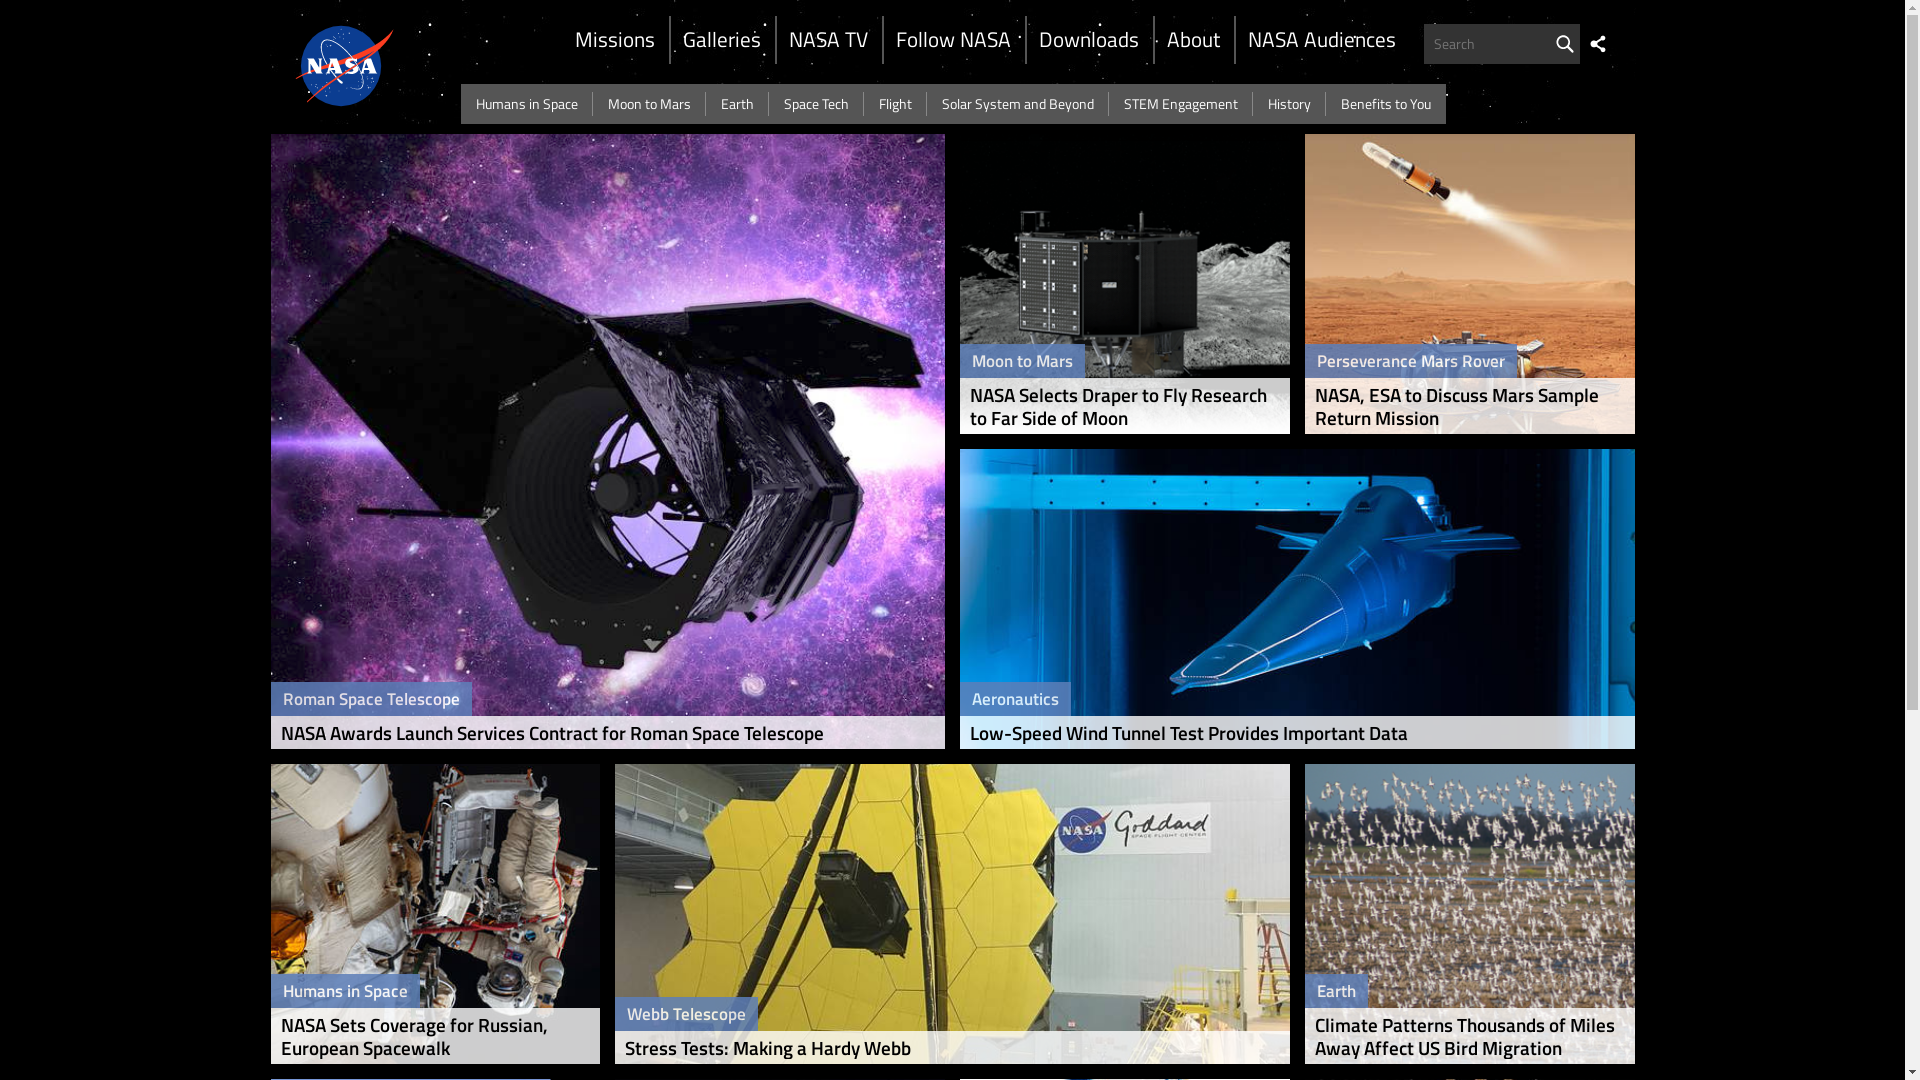 NASA
Missions
Galleries
NASA TV
Follow NASA
Downloads
About
NASA Audiences
Search
Humans in Space
Moon to Mars
Earth
Space Tech
Flight
Solar System and Beyond
STEM Engagement
History
Benefits to You
Roman Space Telescope
NASA Awards Launch Services Contract for Roman Space Telescope
Moon to Mars
NASA Selects Draper to Fly Research
to Far Side of Moon
Perseverance Mars Rover
NASA, ESA to Discuss Mars Sample
Return Mission
Aeronautics
Low-Speed Wind Tunnel Test Provides Important Data
Humans in Space
NASA Sets Coverage for Russian,
European Spacewalk
NASA Goddard
SPACE FLIGHT CENTER
Webb Telescope
Stress Tests: Making a Hardy Webb
Earth
Climate Patterns Thousands of Miles
Away Affect US Bird Migration